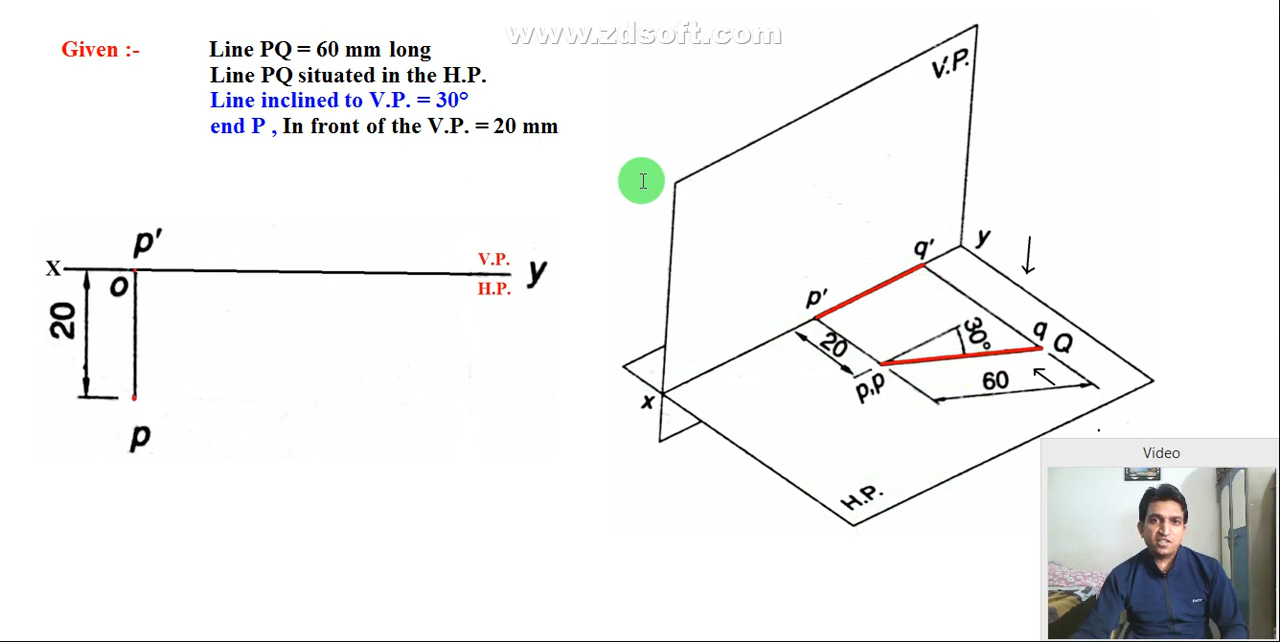 www.zdsoft.com
Given :-
Line PQ = 60 mm long
Line PQ situated in the H.P.
Line inclined to V.P. = 30°
end P , In front of the V.P. = 20 mm
V.P.
p'
X
V.P.
y
O
H.P.
20
p
q'
y
p'
20
30°
q Q
p,P
60
x
H.P.
Video